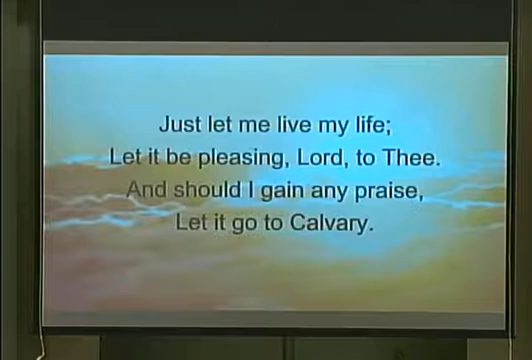 Just let me live my life;
Let it be pleasing, Lord, to Thee.
And should I gain any praise,
Let it go to Calvary.